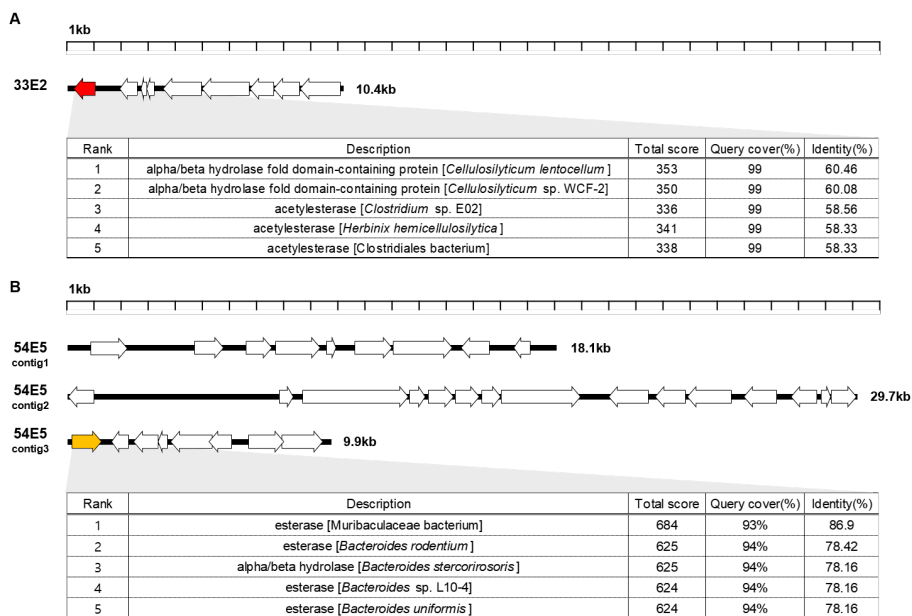 A
1kb
33E2
10.4kb
Rank Description Total score Query cover(%) Identity(%)
1 alpha/beta hydrolase fold domain-containing protein [Cellulosilyticum lentocellum] 353 99 60.46
2 alpha/beta hydrolase fold domain-containing protein [Cellulosilyticum sp. WCF-2] 350 99 60.08
3 acetylesterase [Clostridium sp. E02] 336 99 58.56
4 acetylesterase [Herbinix hemicellulosilytica] 341 99 58.33
5 acetylesterase [Clostridiales bacterium] 338 99 58.33
B
1kb
54E5
contig1
18.1kb
54E5
contig2
29.7kb
54E5
contig3
9.9kb
Rank Description Total score Query cover(%) Identity(%)
1 esterase [Muribaculaceae bacterium] 684 93% 86.9
2 esterase [Bacteroides rodentium] 625 94% 78.42
3 alpha/beta hydrolase [Bacteroides stercorirosoris] 625 94% 78.16
4 esterase [Bacteroides sp. L10-4] 624 94% 78.16
5 esterase [Bacteroides uniformis] 624 94% 78.16